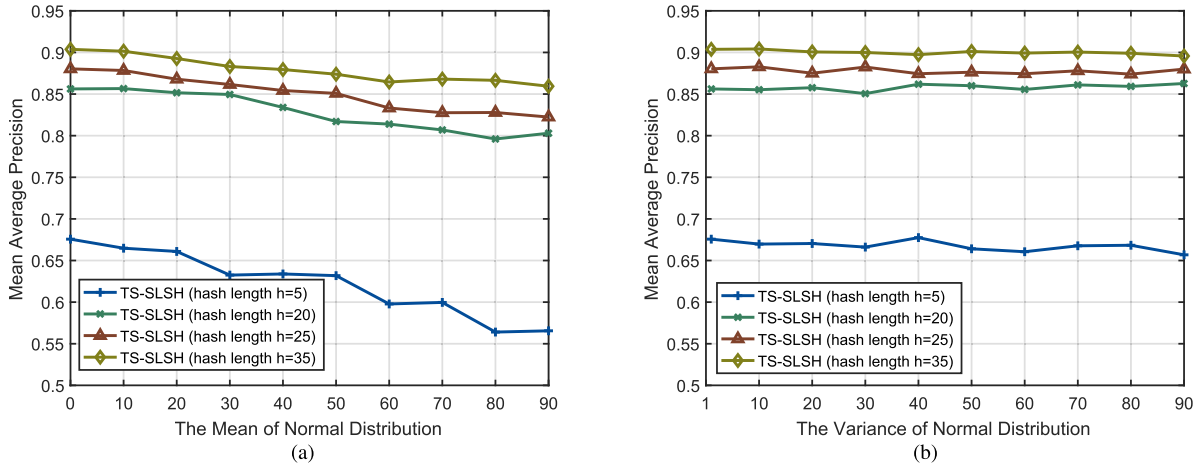 0.95
0.9
0.85
0.8
0.75
0.7
0.65
0.6
0.55
0.5
Mean Average Precision
TS-SLSH (hash length h=5)
TS-SLSH (hash length h=20)
TS-SLSH (hash length h=25)
TS-SLSH (hash length h=35)
0 10 20 30 40 50 60 70 80 90
The Mean of Normal Distribution
(a)
0.95
0.9
0.85
0.8
0.75
0.7
0.65
0.6
0.55
0.5
Mean Average Precision
TS-SLSH (hash length h=5)
TS-SLSH (hash length h=20)
TS-SLSH (hash length h=25)
TS-SLSH (hash length h=35)
1 10 20 30 40 50 60 70 80 90
The Variance of Normal Distribution
(b)